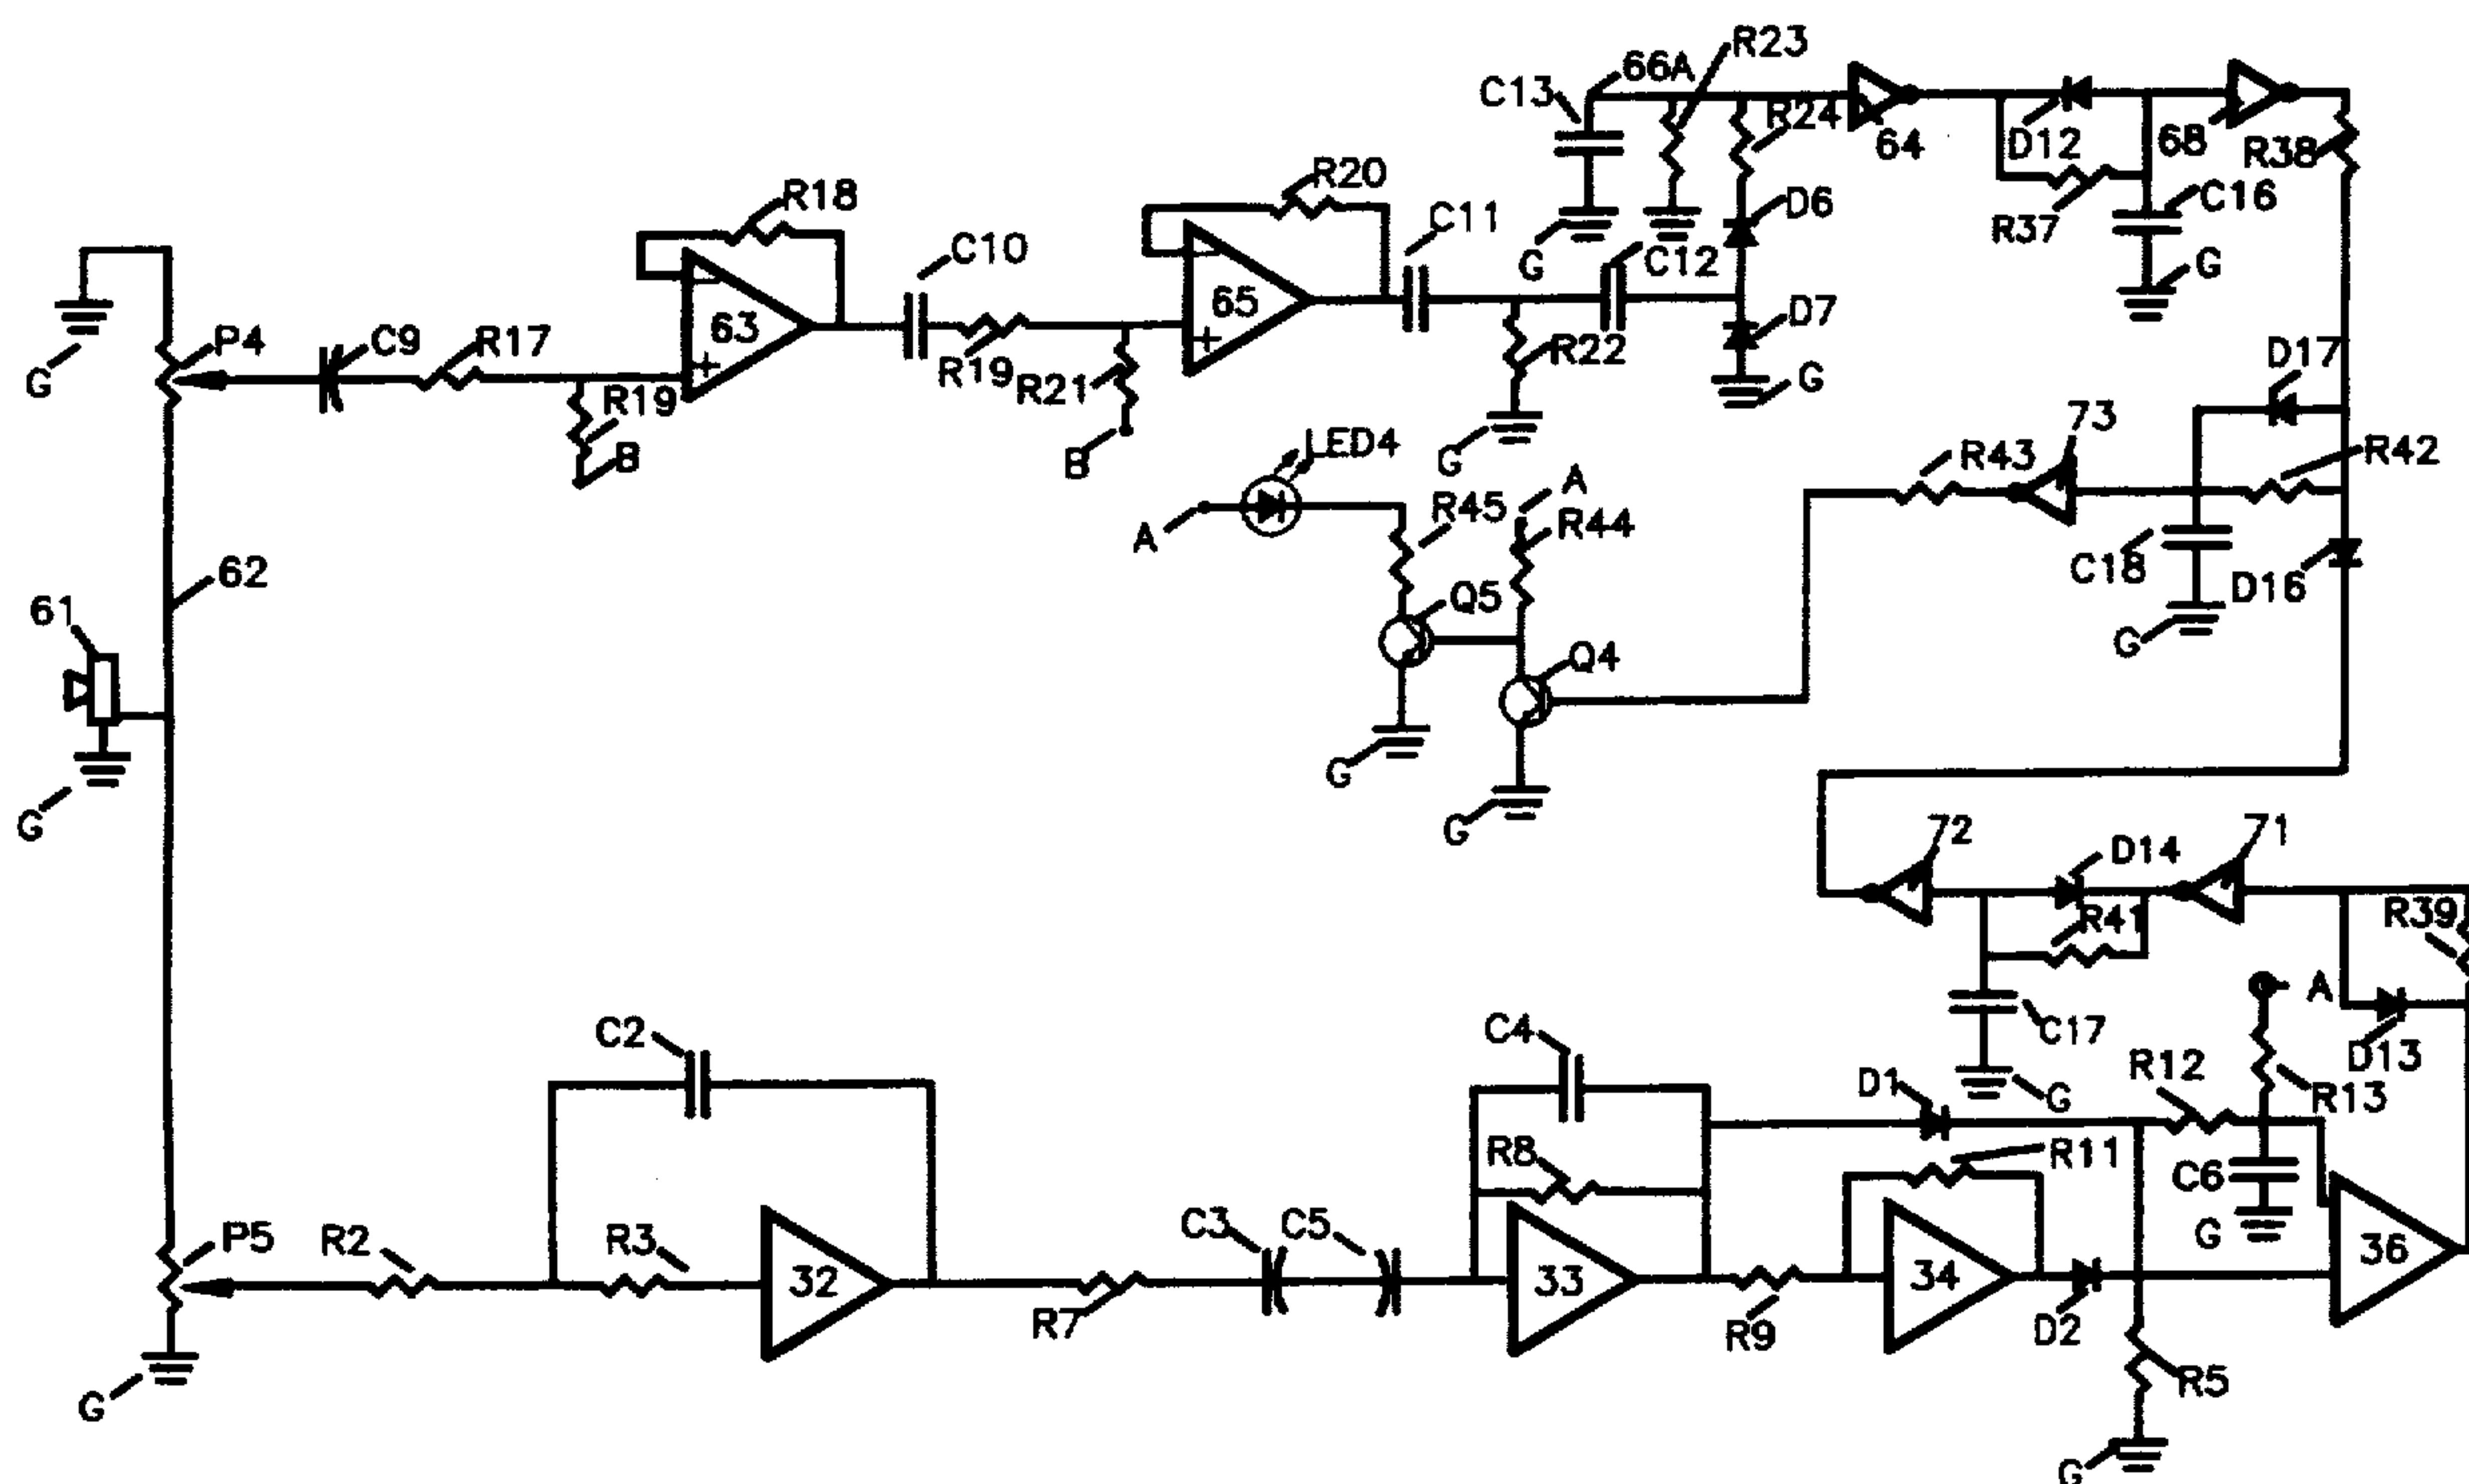 R23
66A
C13
R24
64
D12
68
R38
R18
R20
C11
D6
R37
C16
C10
G
C12
G
63
65
D7
P4
C9
R17
R19
R21
R22
G
D17
G
R19
B
B
G
LED4
A
R45
R44
73
R43
R42
A
62
61
Q5
C18
D16
Q4
G
G
G
G
72
D14
71
R41
R39
A
C2
C4
C17
D13
D1
R12
R13
G
R8
R11
C6
P5
R2
R3
C3
C5
G
32
33
34
36
R7
R9
D2
R5
G
G